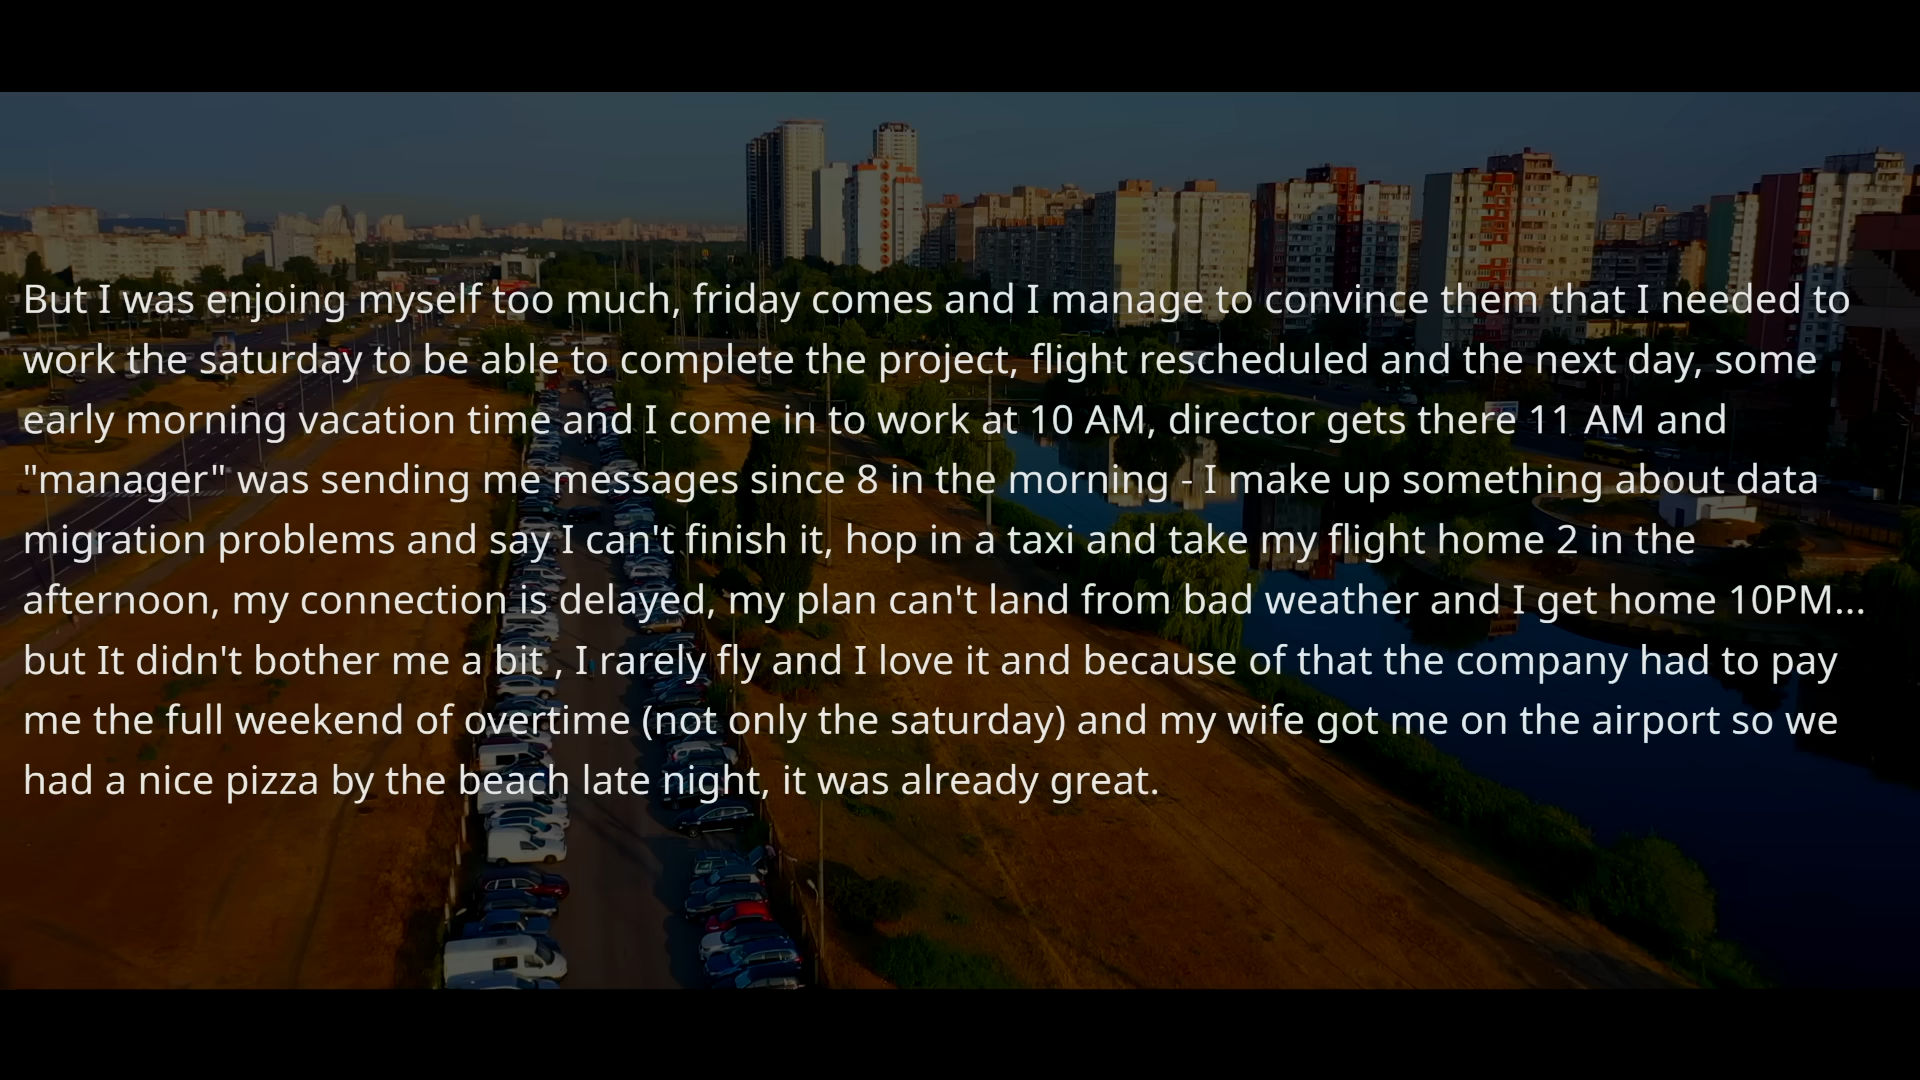 But I was enjoing myself too much, friday comes and I manage to convince them that I needed to
work the saturday to be able to complete the project, flight rescheduled and the next day, some
early morning vacation time and I come in to work at 10 AM, director gets there 11 AM and
"manager" was sending me messages since 8 in the morning - I make up something about data
migration problems and say I can't finish it, hop in a taxi and take my flight home 2 in the
afternoon, my connection is delayed, my plan can't land from bad weather and I get home 10PM...
but It didn't bother me a bit , I rarely fly and I love it and because of that the company had to pay
me the full weekend of overtime (not only the saturday) and my wife got me on the airport so we
had a nice pizza by the beach late night, it was already great.